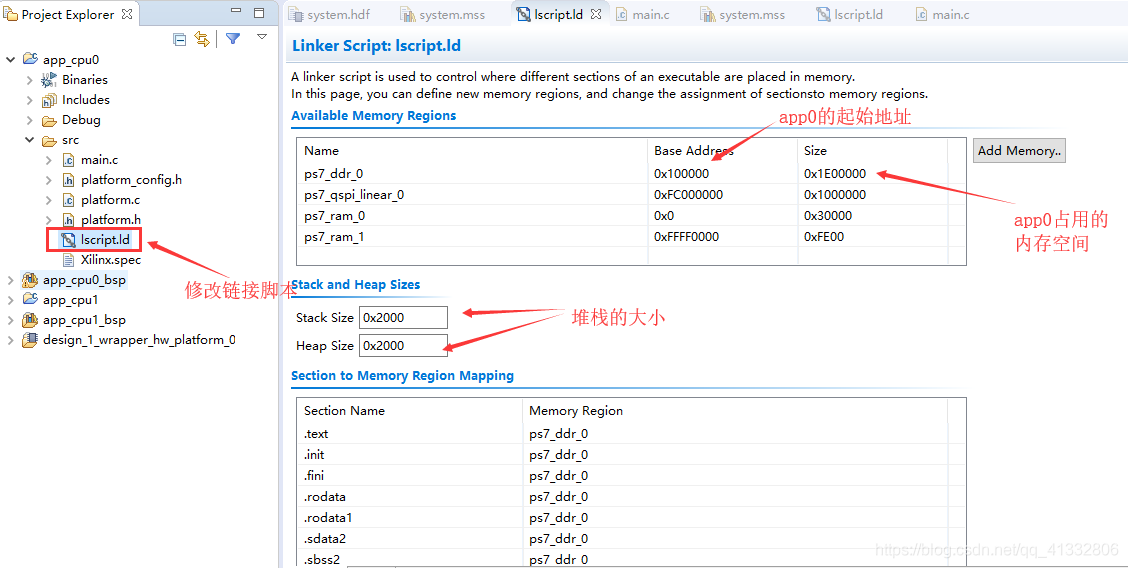 Project Explorer
system.hdf
system.mss
lscript.ld
main.c
system.mss
lscript.ld
main.c
app_cpu0
Binaries
Includes
Debug
src
main.c
platform_config.h
platform.c
platform.h
lscript.ld
Xilinx.spec
app_cpu0_bsp
app_cpu1
app_cpu1_bsp
design_1_wrapper_hw_platform_0
修改链接脚本
Linker Script: lscript.ld
A linker script is used to control where different sections of an executable are placed in memory.
In this page, you can define new memory regions, and change the assignment of sectionsto memory regions.
Available Memory Regions
app0的起始地址
Name Base Address Size
ps7_ddr_0 0x100000 0x1E00000
ps7_qspi_linear_0 0xFC000000 0x1000000
ps7_ram_0 0x0 0x30000
ps7_ram_1 0xFFFF0000 0xFE00
Add Memory..
app0占用的
内存空间
Stack and Heap Sizes
Stack Size 0x2000
Heap Size 0x2000
堆栈的大小
Section to Memory Region Mapping
Section Name Memory Region
.text ps7_ddr_0
.init ps7_ddr_0
.fini ps7_ddr_0
.rodata ps7_ddr_0
.rodata1 ps7_ddr_0
.sdata2 ps7_ddr_0
.sbss2 ps7_ddr_0
https://blog.csdn.net/qq_41332806